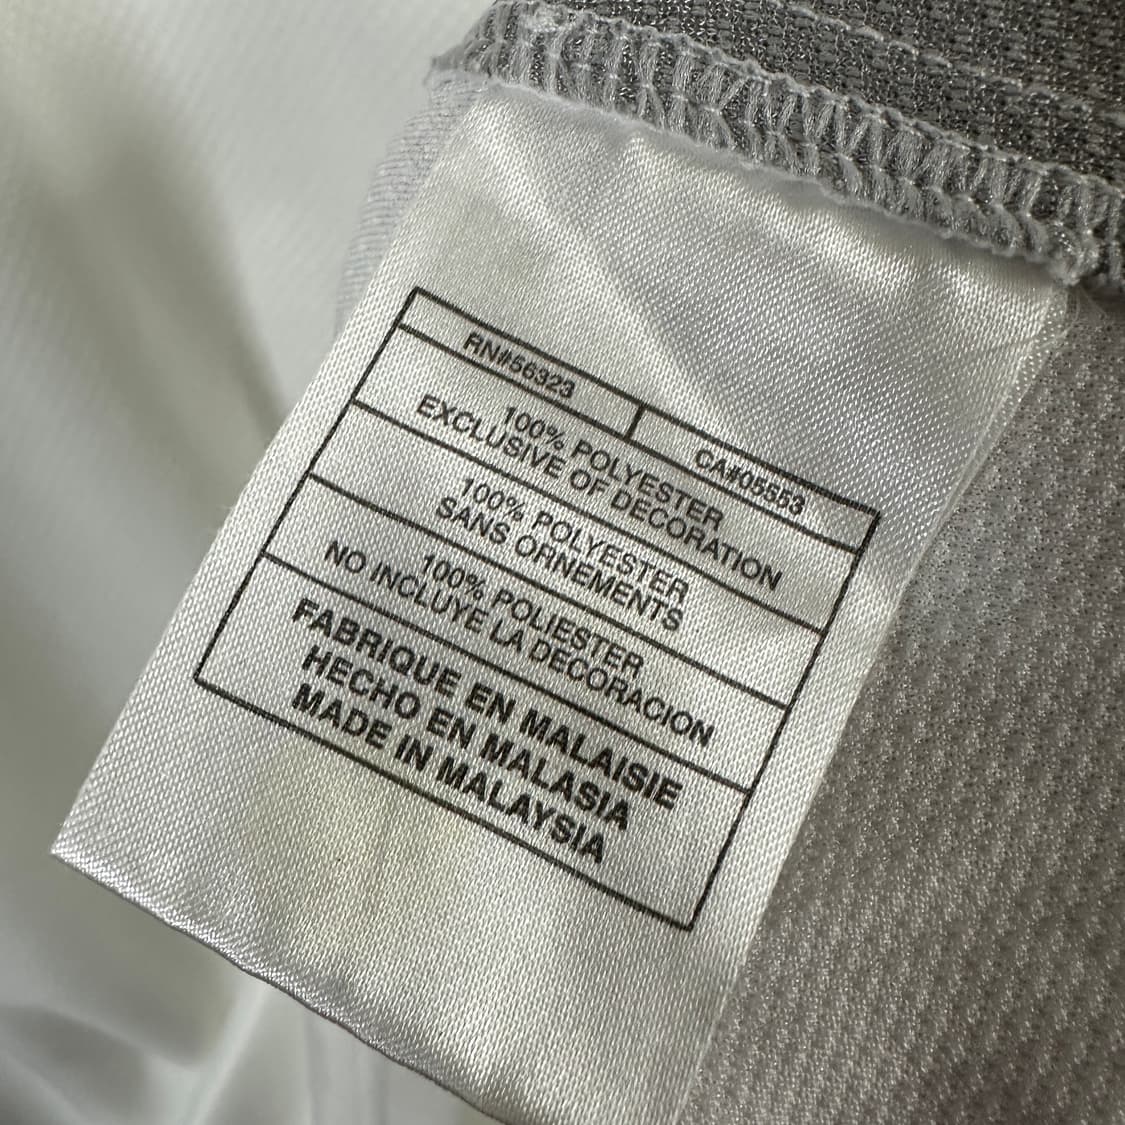 RN#56323 CA#05553
100% POLYESTER
EXCLUSIVE OF DECORATION
100% POLYESTER
SANS ORNEMENTS
100% POLIESTER
NO INCLUYE LA DECORACION
FABRIQUE EN MALAISIE
HECHO EN MALASIA
MADE IN MALAYSIA